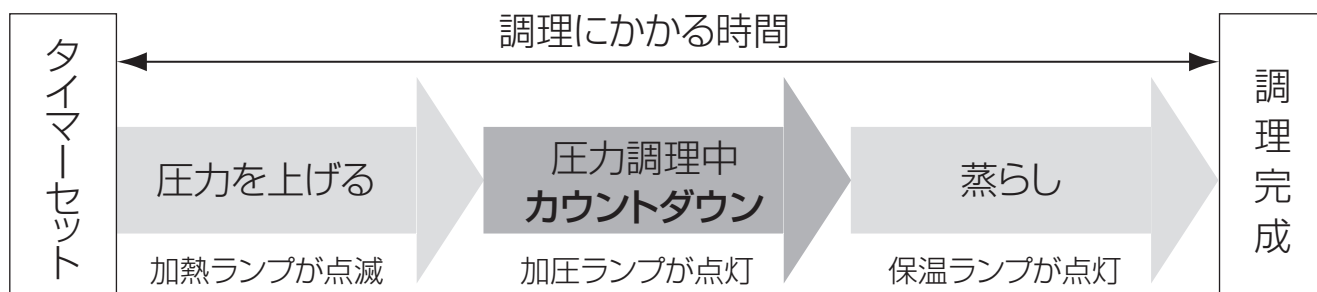 タイマーセット
調理にかかる時間
圧力を上げる
加熱ランプが点滅
圧力調理中
カウントダウン
加圧ランプが点灯
蒸らし
保温ランプが点灯
調理完成